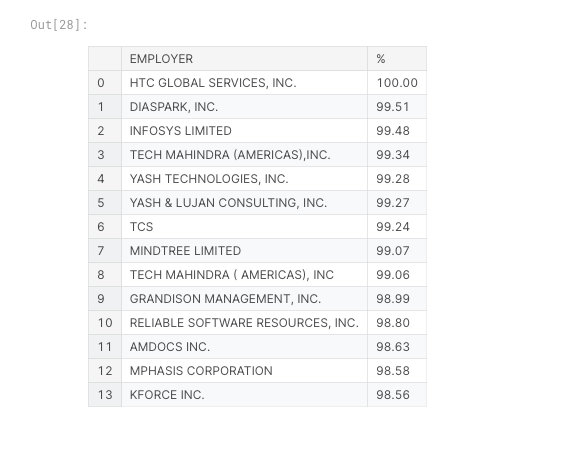 Out[28]:
EMPLOYER %
0 HTC GLOBAL SERVICES, INC. 100.00
1 DIASPARK, INC. 99.51
2 INFOSYS LIMITED 99.48
3 TECH MAHINDRA (AMERICAS),INC. 99.34
4 YASH TECHNOLOGIES, INC. 99.28
5 YASH & LUJAN CONSULTING, INC. 99.27
6 TCS 99.24
7 MINDTREE LIMITED 99.07
8 TECH MAHINDRA ( AMERICAS), INC 99.06
9 GRANDISON MANAGEMENT, INC. 98.99
10 RELIABLE SOFTWARE RESOURCES, INC. 98.80
11 AMDOCS INC. 98.63
12 MPHASIS CORPORATION 98.58
13 KFORCE INC. 98.56